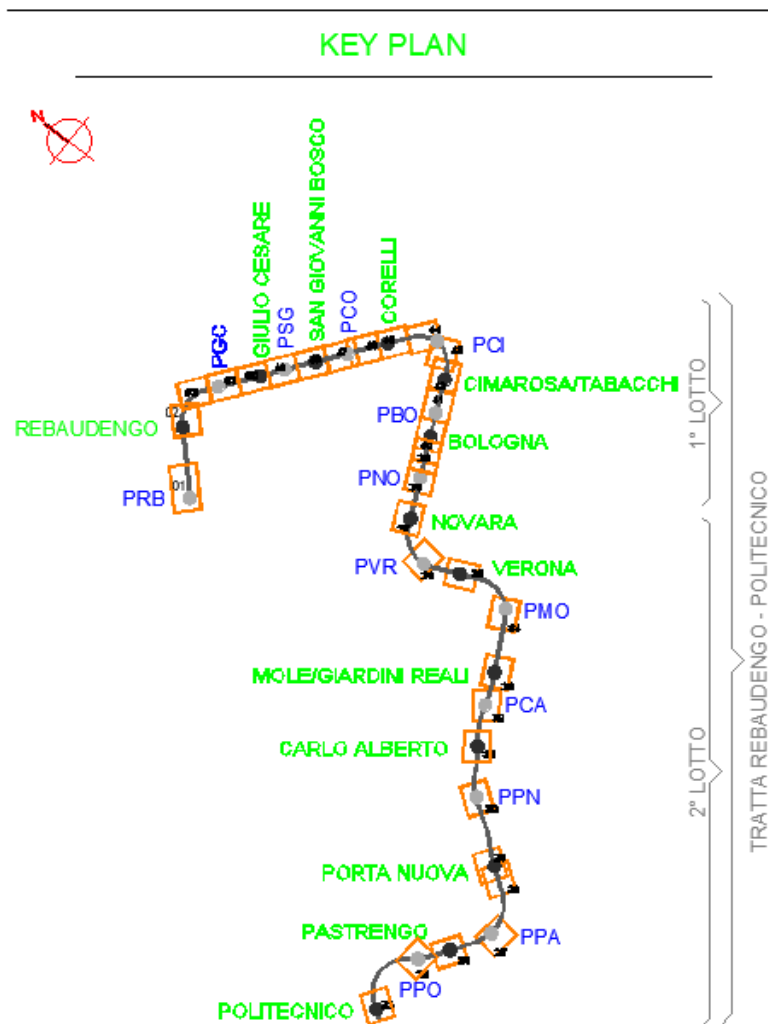 KEY PLAN
N
SAN GIOVANNI BOSCO
GIULIO CESARE
CORELLI
PCO
PSG
PGC
PCI
CIMAROSA/TABACCHI
1° LOTTO
02
PBO
REBAUDENGO
BOLOGNA
PNO
01
PRB
NOVARA
TRATTA REBAUDENGO - POLITECNICO
PVR
VERONA
PMO
MOLE/GIARDINI REALI
PCA
CARLO ALBERTO
2° LOTTO
PPN
PORTA NUOVA
PASTRENGO
PPA
PPO
POLITECNICO